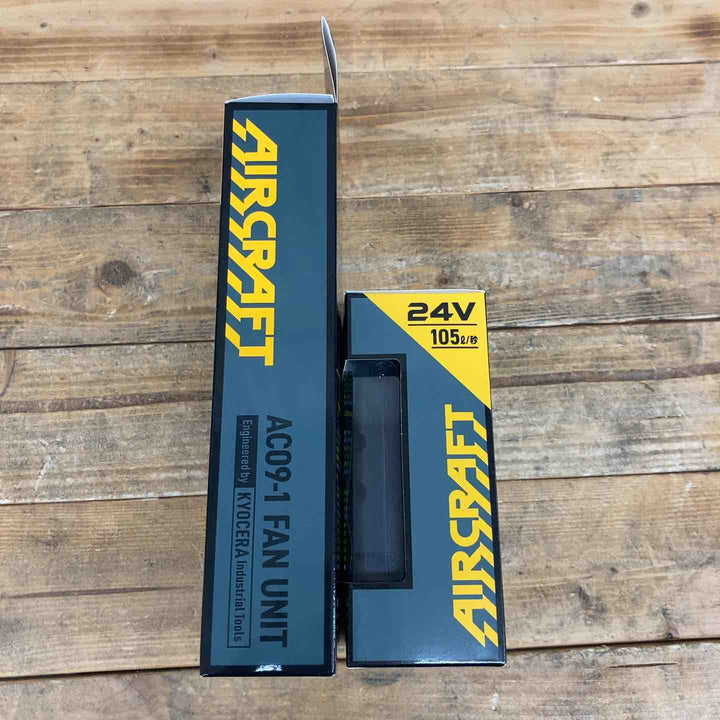 AIRCRAFT
AC09-1 FAN UNIT
Engineered by KYOCERA Industrial Tools
24V
105ℓ/秒
AIRCRAFT